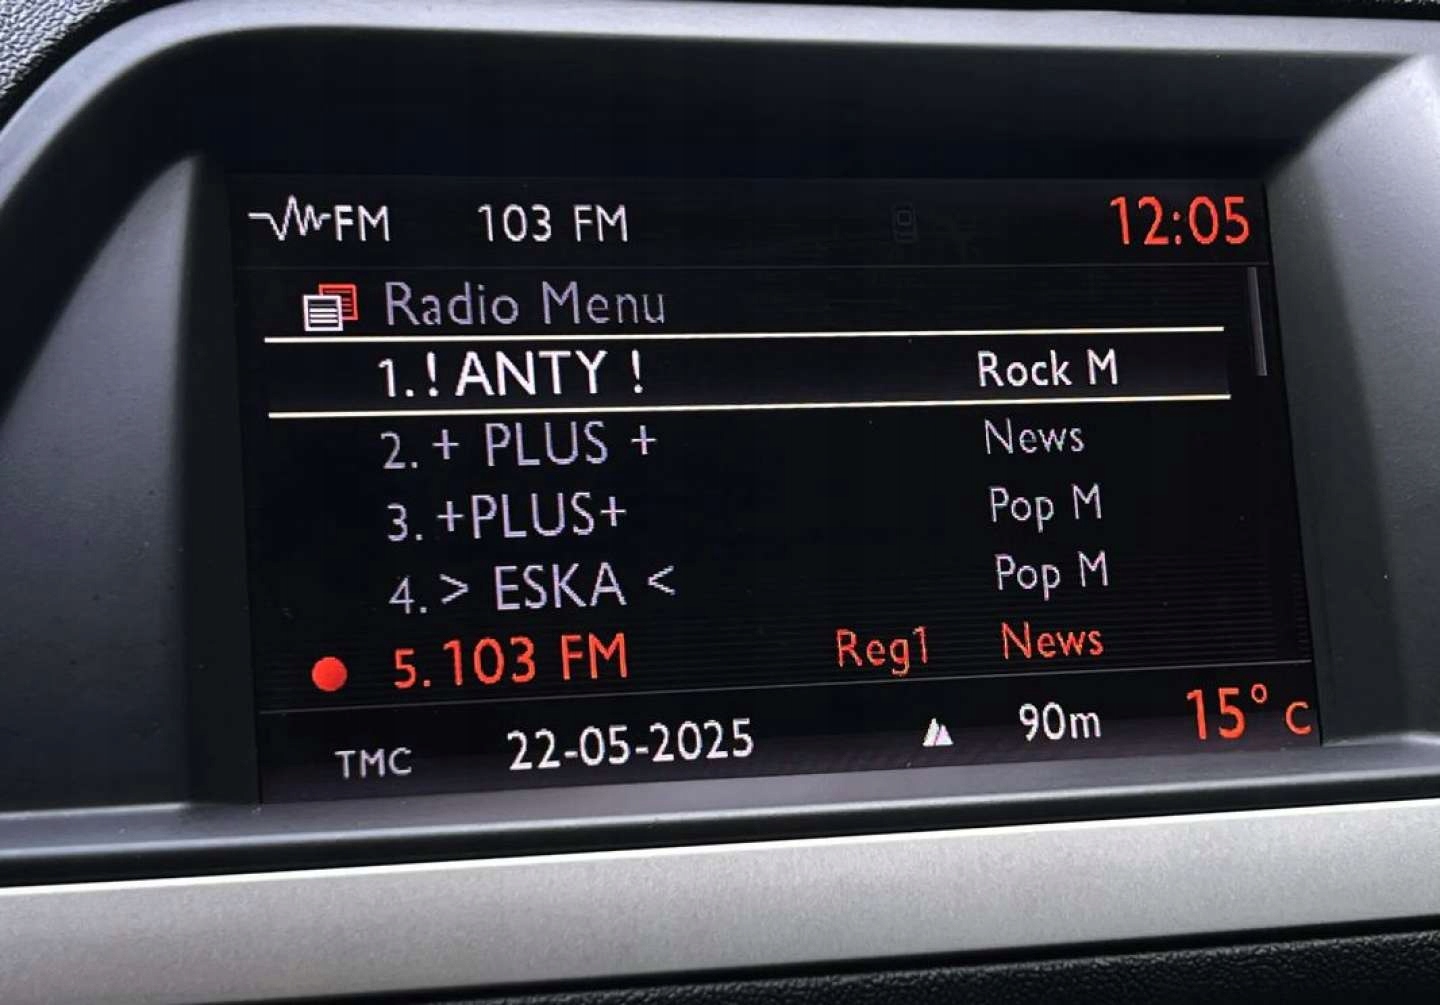 FM 103 FM 12:05
Radio Menu
1. ! ANTY ! Rock M
2. + PLUS + News
3. +PLUS+ Pop M
4. > ESKA < Pop M
5. 103 FM Reg1 News
TMC 22-05-2025 90m 15° C